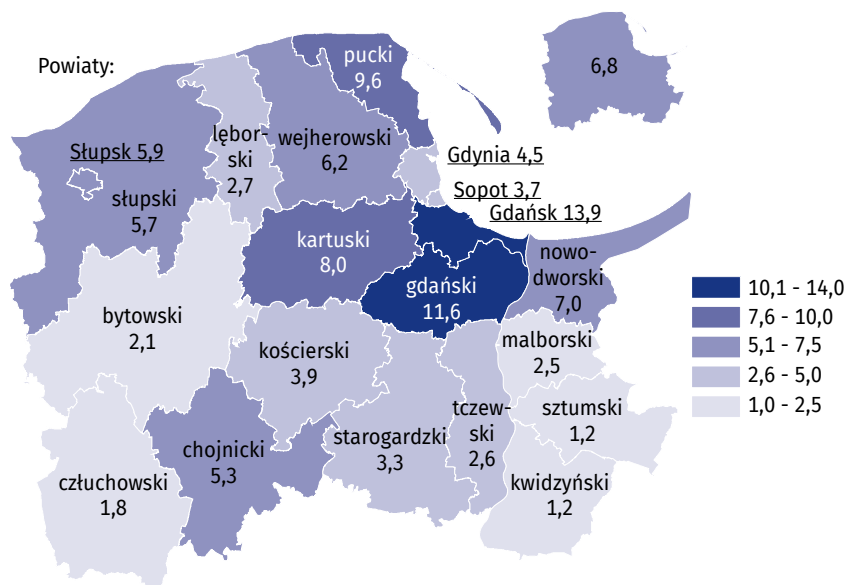 Powiaty:
pucki
9,6
6,8
Słupsk 5,9
słupski
5,7
lębor-
ski
2,7
wejherowski
6,2
Gdynia 4,5
Sopot 3,7
Gdańsk 13,9
kartuski
8,0
gdański
11,6
nowo-
dworski
7,0
bytowski
2,1
kościerski
3,9
malborski
2,5
człuchowski
1,8
chojnicki
5,3
starogardzki
3,3
tczew-
ski
2,6
sztumski
1,2
kwidzyński
1,2
10,1 - 14,0
7,6 - 10,0
5,1 - 7,5
2,6 - 5,0
1,0 - 2,5